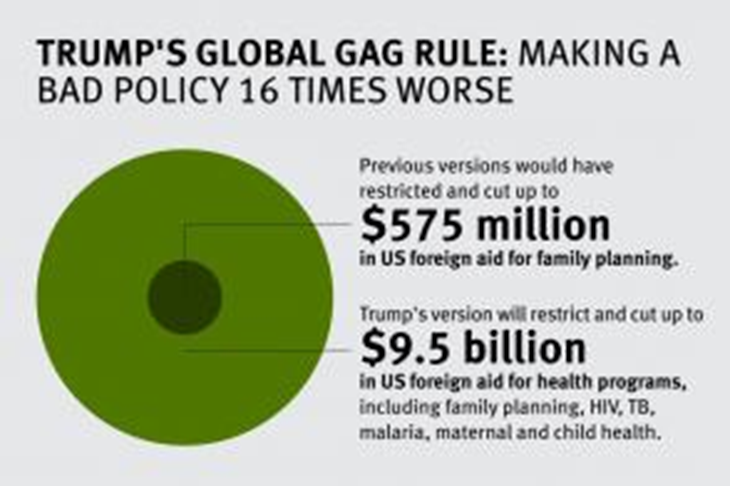 TRUMP'S GLOBAL GAG RULE: MAKING A
BAD POLICY 16 TIMES WORSE
Previous versions would have
restricted and cut up to
$575 million
in US foreign aid for family planning.
Trump's version will restrict and cut up to
$9.5 billion
in US foreign aid for health programs,
including family planning, HIV, TB,
malaria, maternal and child health.